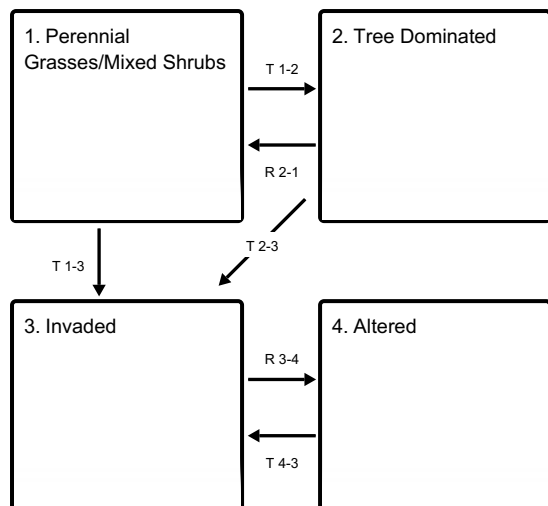 1. Perennial
Grasses/Mixed Shrubs
T 1-2
2. Tree Dominated
R 2-1
T 1-3
T 2-3
3. Invaded
R 3-4
4. Altered
T 4-3